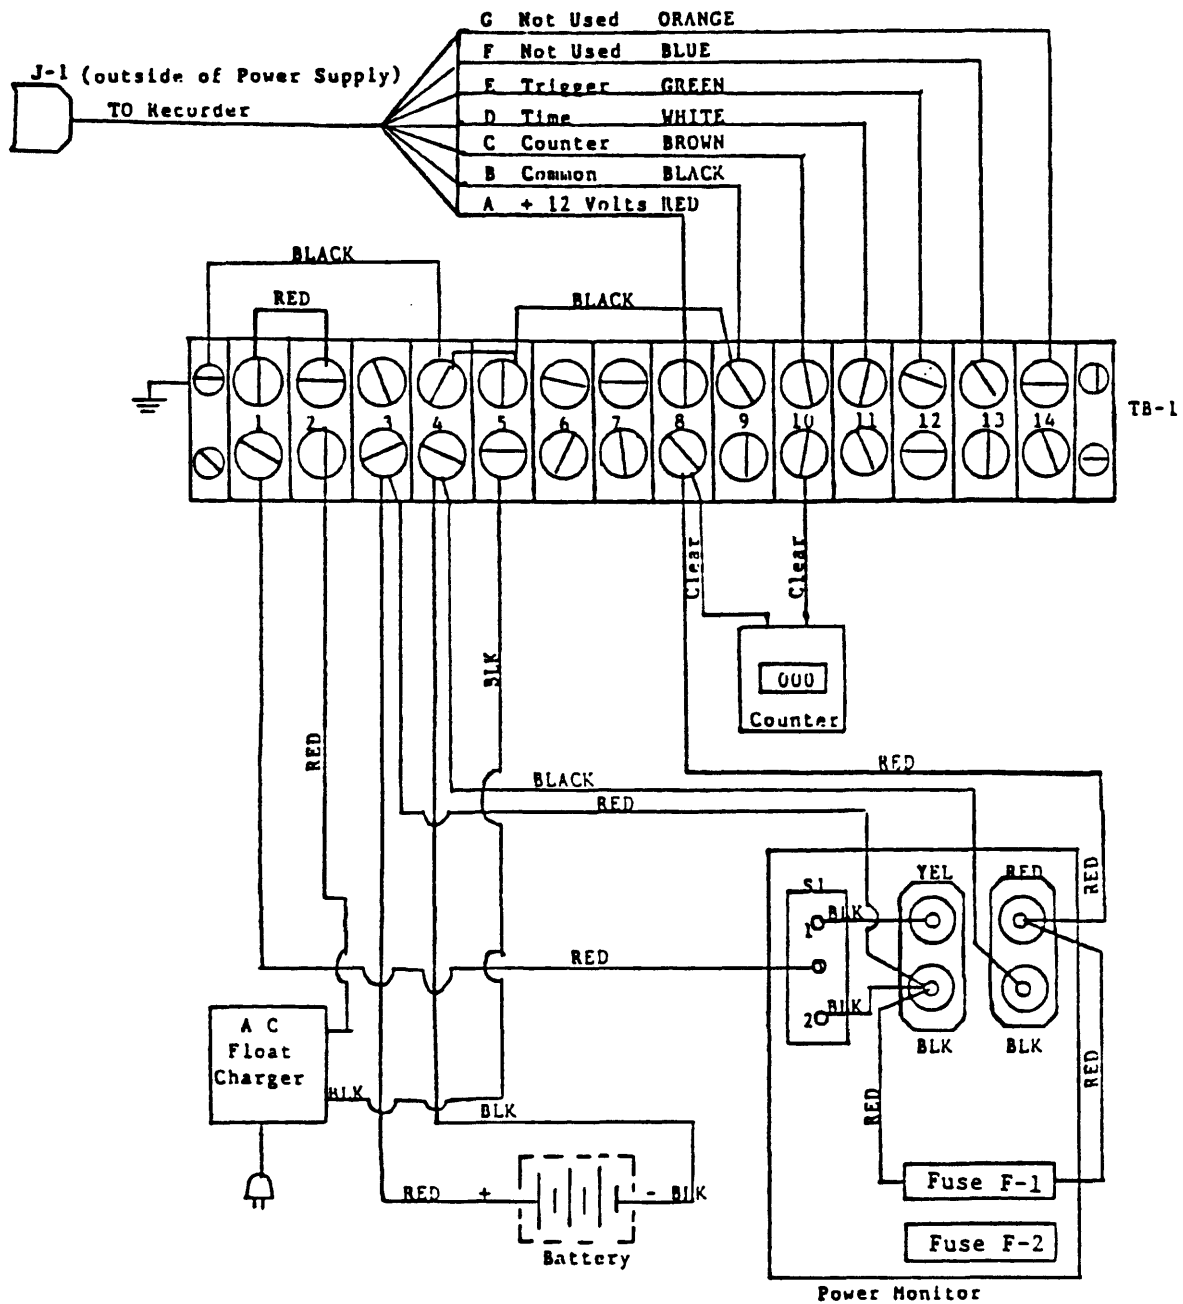 G Not Used ORANGE
F Not Used BLUE
J-1 (outside of Power Supply)
E Trigger GREEN
TO Recorder
D Time WHITE
C Counter BROWN
B Common BLACK
A + 12 Volts RED
BLACK
RED
BLACK
1 2 3 4 5 6 7 8 9 10 11 12 13 14
TB-1
Clear
Clear
BLK
000
Counter
RED
RED
BLACK
RED
RED
S1
YEL
RED
1
BLK
RED
2
BLK
BLK
BLK
A C
Float
Charger
BLK
BLK
RED
RED
RED
+
-
BLK
Battery
Fuse F-1
Fuse F-2
Power Monitor